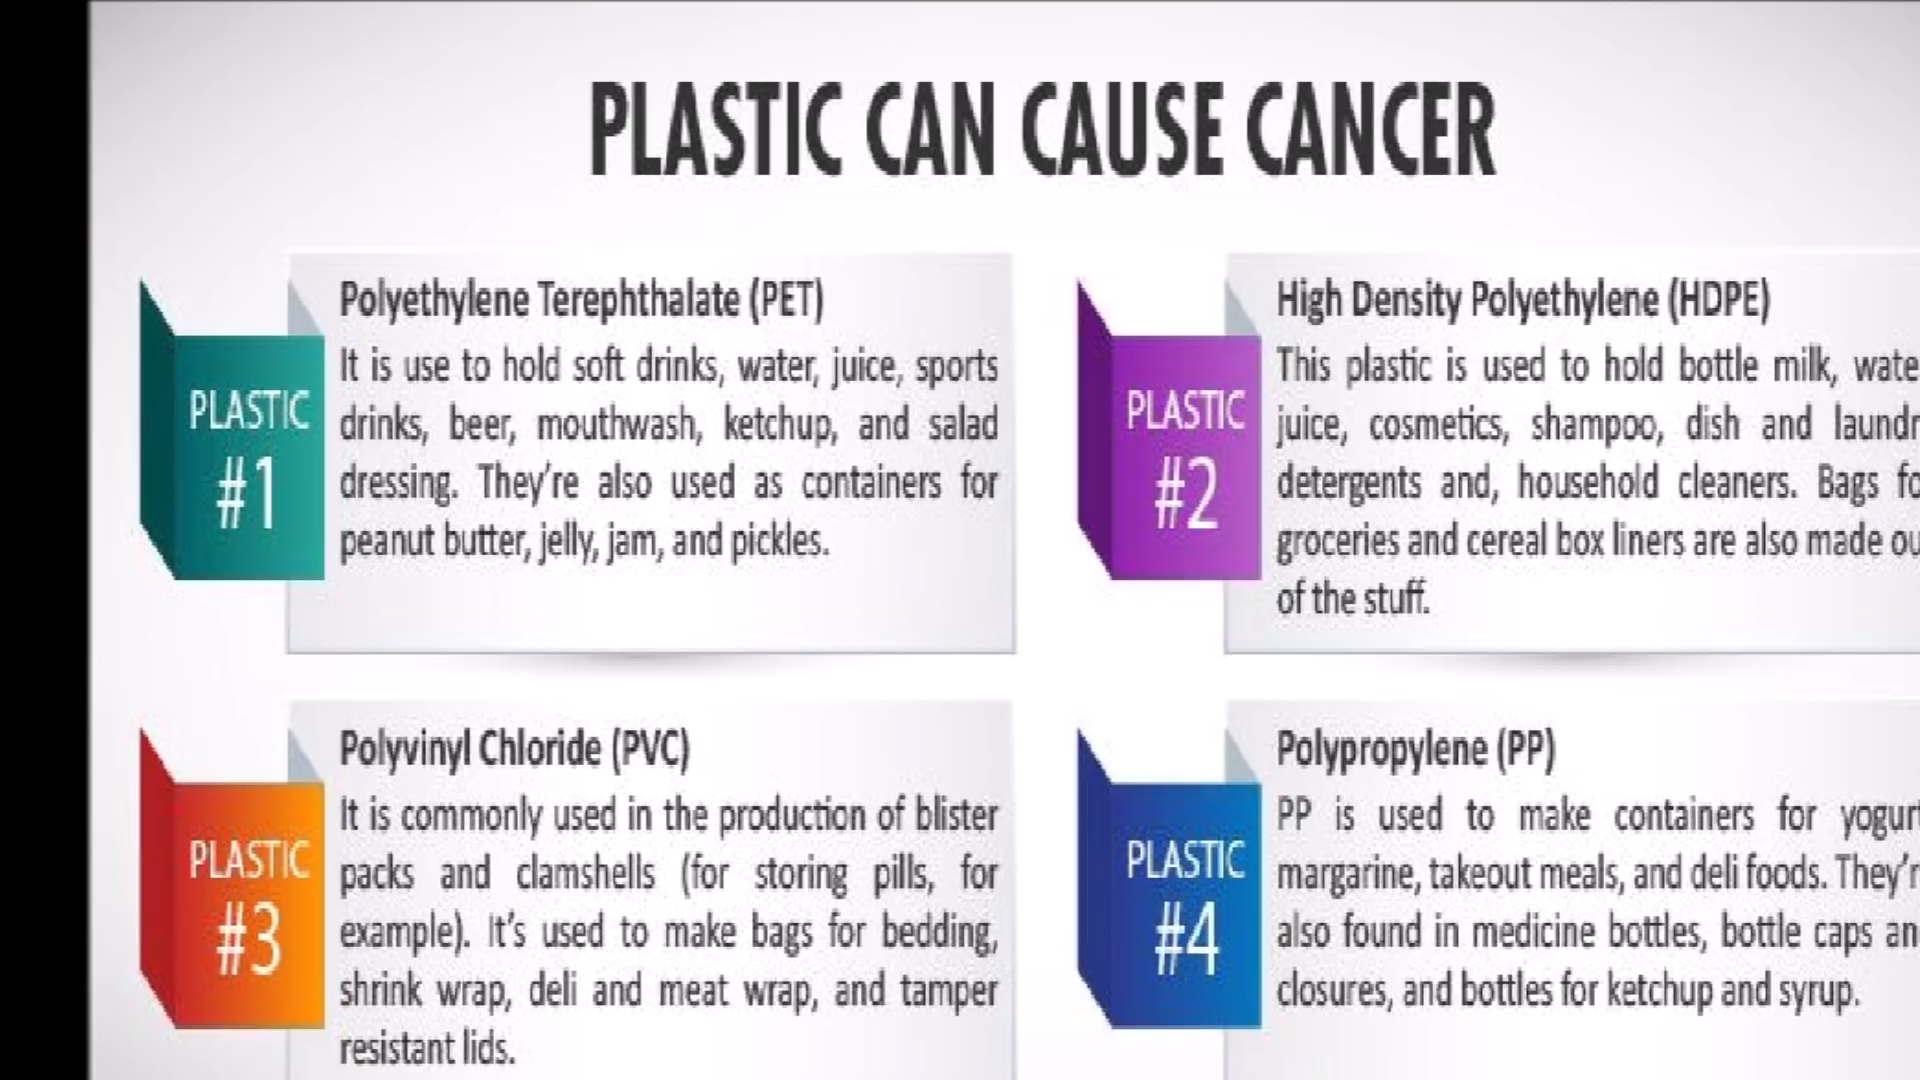 PLASTIC CAN CAUSE CANCER
PLASTIC
#1
Polyethylene Terephthalate (PET)
It is use to hold soft drinks, water, juice, sports
drinks, beer, mouthwash, ketchup, and salad
dressing. They're also used as containers for
peanut butter, jelly, jam, and pickles.
PLASTIC
#2
High Density Polyethylene (HDPE)
This plastic is used to hold bottle milk,
juice, cosmetics, shampoo, dish and
detergents and, household cleaners. Bags
groceries and cereal box liners are also made
of the stuff.
PLASTIC
#3
Polyvinyl Chloride (PVC)
It is commonly used in the production of blister
packs and clamshells (for storing pills, for
example). It's used to make bags for bedding,
shrink wrap, deli and meat wrap, and tamper
resistant lids.
PLASTIC
#4
Polypropylene (PP)
PP is used to make containers for yogurt
margarine, takeout meals, and deli foods.
also found in medicine bottles, bottle caps
closures, and bottles for ketchup and syrup.